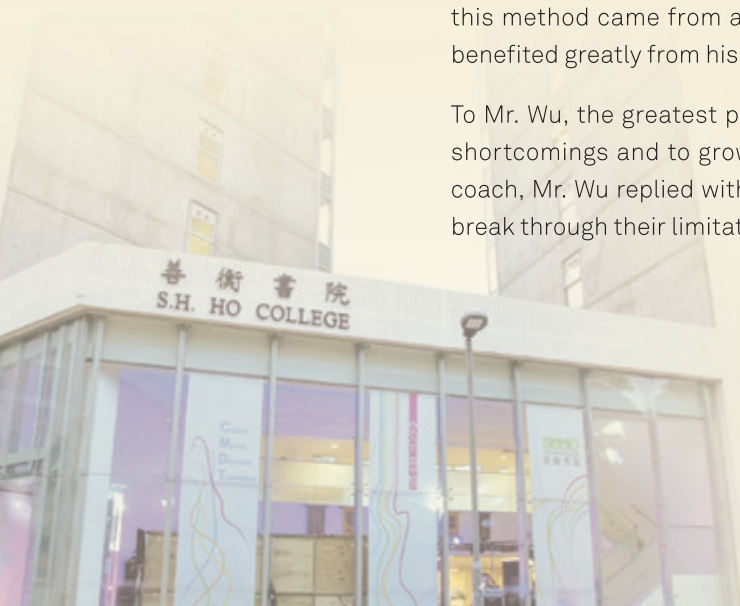 this method came from a
benefited greatly from his
To Mr. Wu, the greatest p
shortcomings and to grow
coach, Mr. Wu replied with
break through their limitat
善衡書院
S.H. HO COLLEGE